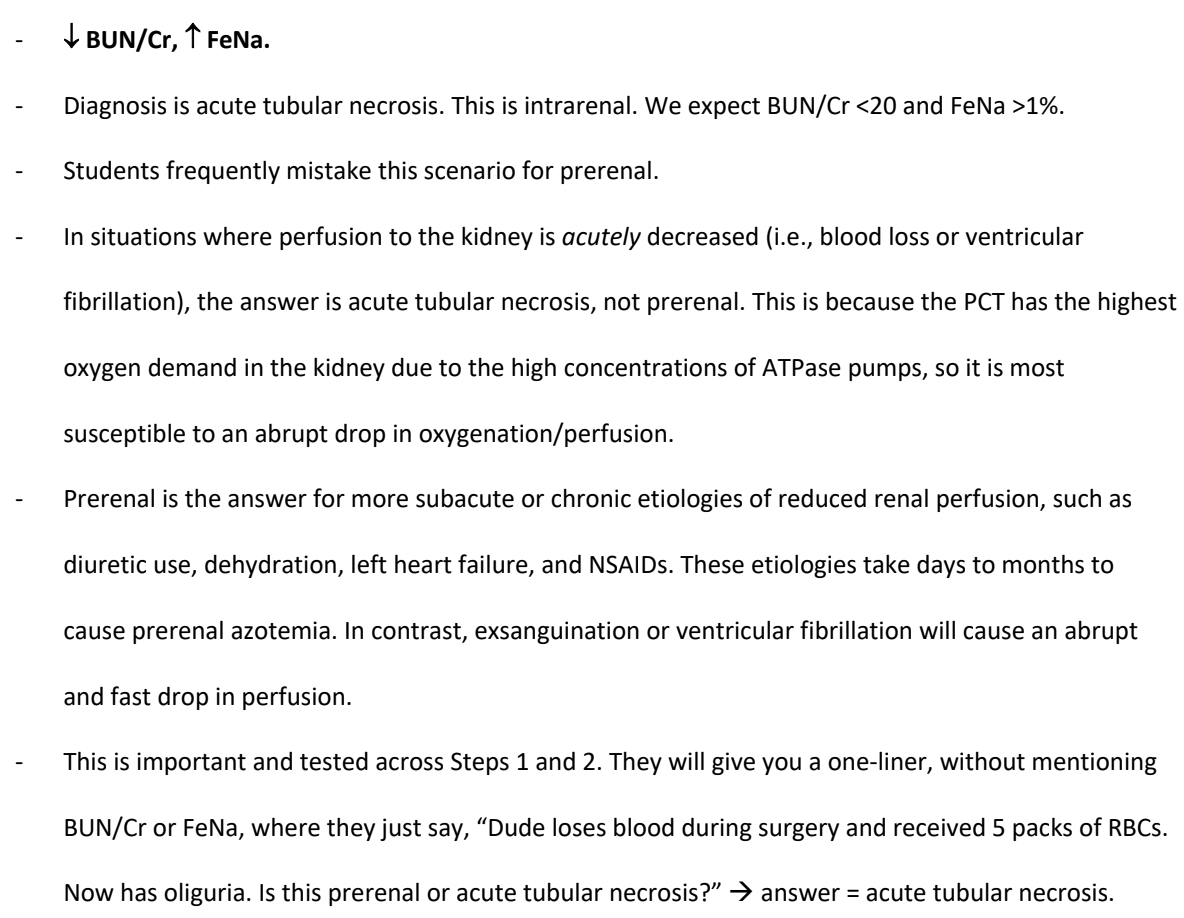 - ↓ BUN/Cr, ↑ FeNa.
- Diagnosis is acute tubular necrosis. This is intrarenal. We expect BUN/Cr <20 and FeNa >1%.
- Students frequently mistake this scenario for prerenal.
- In situations where perfusion to the kidney is acutely decreased (i.e., blood loss or ventricular
fibrillation), the answer is acute tubular necrosis, not prerenal. This is because the PCT has the highest
oxygen demand in the kidney due to the high concentrations of ATPase pumps, so it is most
susceptible to an abrupt drop in oxygenation/perfusion.
- Prerenal is the answer for more subacute or chronic etiologies of reduced renal perfusion, such as
diuretic use, dehydration, left heart failure, and NSAIDs. These etiologies take days to months to
cause prerenal azotemia. In contrast, exsanguination or ventricular fibrillation will cause an abrupt
and fast drop in perfusion.
- This is important and tested across Steps 1 and 2. They will give you a one-liner, without mentioning
BUN/Cr or FeNa, where they just say, “Dude loses blood during surgery and received 5 packs of RBCs.
Now has oliguria. Is this prerenal or acute tubular necrosis?” → answer = acute tubular necrosis.